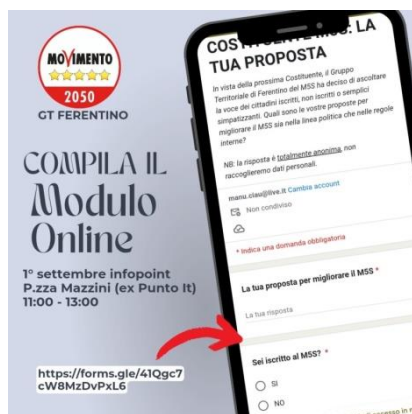 MOVIMENTO
2050
GT FERENTINO
COMPILA IL
Modulo
Online
1° settembre infopoint
P.zza Mazzini (ex Punto It)
11:00 - 13:00
https://forms.gle/41Qgc7
cW8MzDvPxL6
COSTITUENTE M5S: LA
TUA PROPOSTA
In vista della prossima Costituente, il Gruppo
Territoriale di Ferentino del M5S ha deciso di ascoltare
la voce dei cittadini iscritti, non iscritti o semplici
simpatizzanti. Quali sono le vostre proposte per
migliorare il M5S sia nella linea politica che nelle regole
interne?
NB: la risposta è totalmente anonima, non
raccoglieremo dati personali.
manu.ciau@live.it Cambia account
Non condiviso
* Indica una domanda obbligatoria
La tua proposta per migliorare il M5S *
La tua risposta
Sei iscritto al M5S? *
SI
NO